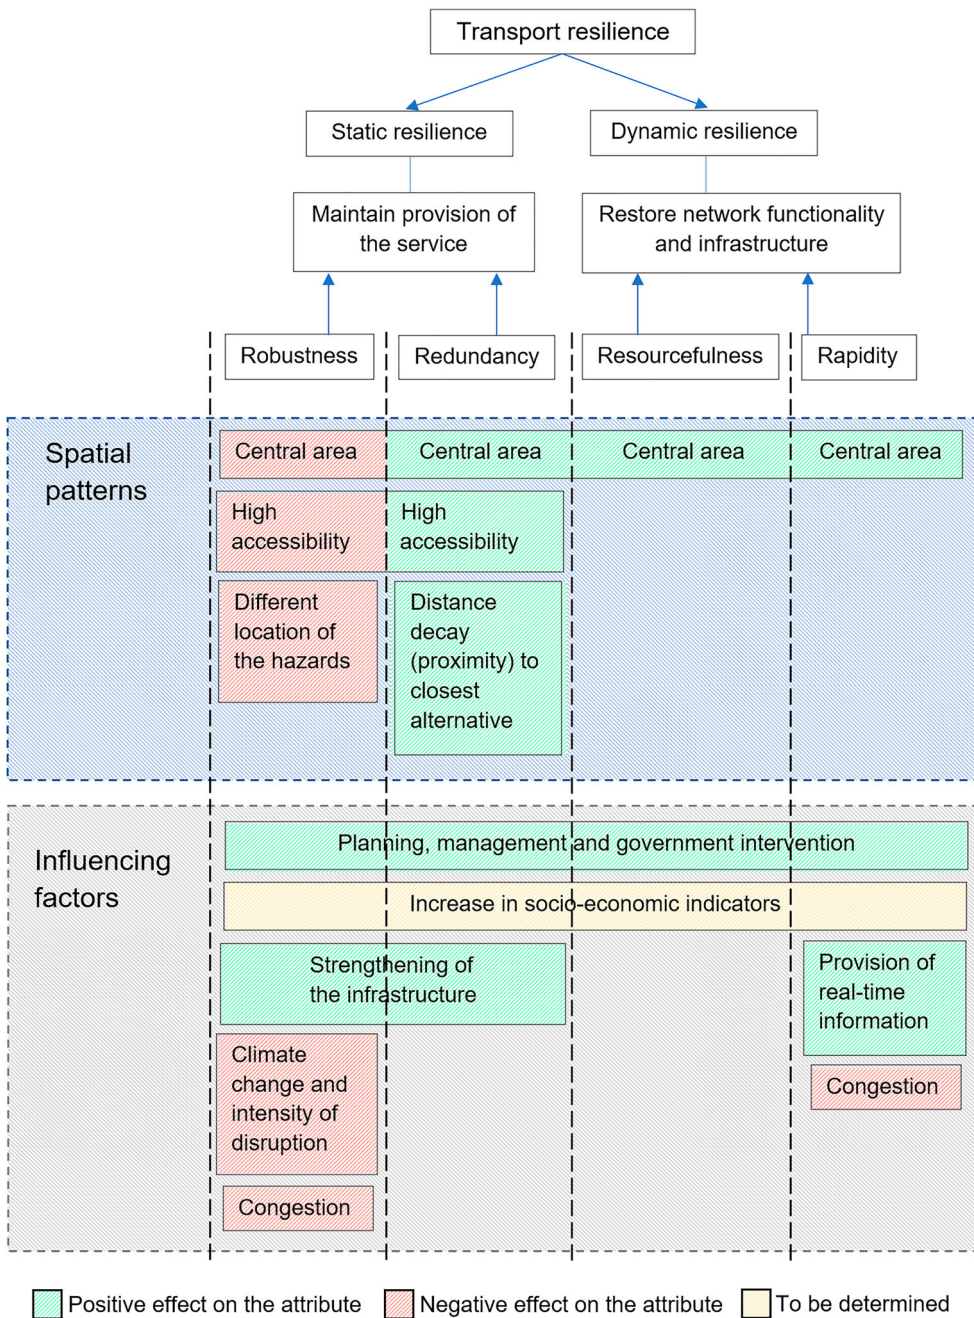 Transport resilience
Static resilience
Dynamic resilience
Maintain provision of
the service
Restore network functionality
and infrastructure
Robustness
Redundancy
Resourcefulness
Rapidity
Spatial
patterns
Central area
Central area
Central area
Central area
High
accessibility
High
accessibility
Different
location of
the hazards
Distance
decay
(proximity) to
closest
alternative
Influencing
factors
Planning, management and government intervention
Increase in socio-economic indicators
Strengthening of
the infrastructure
Provision of
real-time
information
Climate
change and
intensity of
disruption
Congestion
Congestion
Positive effect on the attribute
Negative effect on the attribute
To be determined